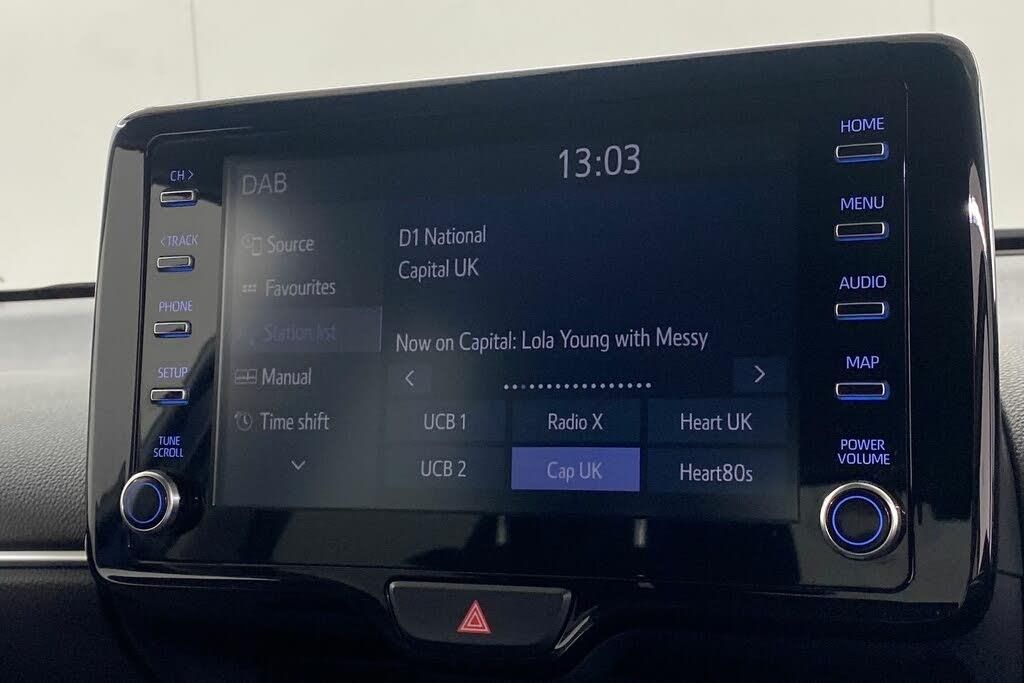 CH >
< TRACK
PHONE
SETUP
TUNE
SCROLL
DAB
13:03
Source
Favourites
Station list
Manual
Time shift
D1 National
Capital UK
Now on Capital: Lola Young with Messy
< >
UCB 1 Radio X Heart UK
UCB 2 Cap UK Heart80s
HOME
MENU
AUDIO
MAP
POWER
VOLUME